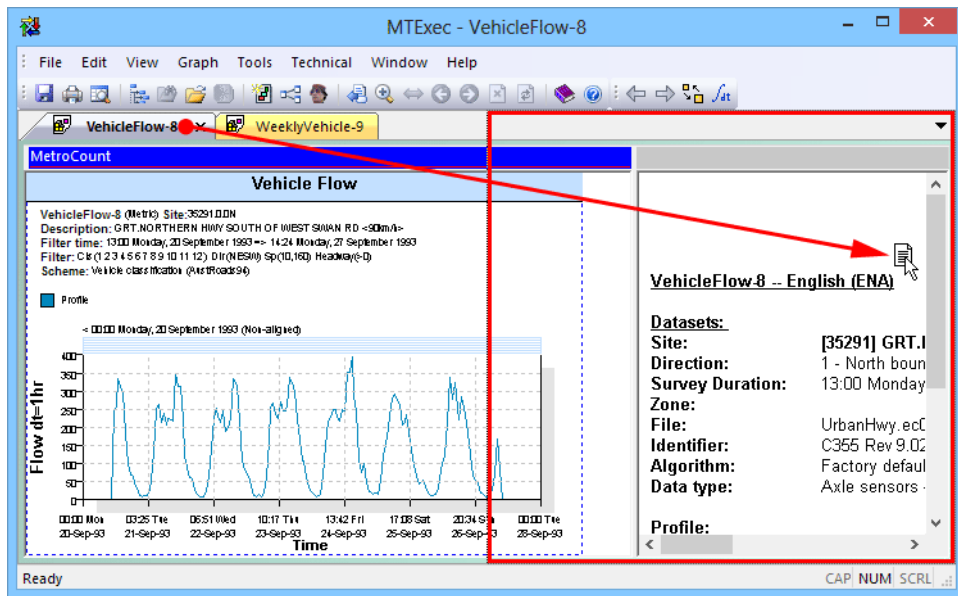 MTExec - VehicleFlow-8
File Edit View Graph Tools Technical Window Help
VehicleFlow-8 WeeklyVehicle-9
MetroCount
Vehicle Flow
VehicleFlow-8 (Metric) Site:35291.0.0N
Description: GRT.NORTHERN HWY SOUTH OF WEST SWAN RD <90km/h>
Filter time: 13:00 Monday, 20 September 1993 => 14:24 Monday, 27 September 1993
Filter: Cls(1 2 3 4 5 6 7 8 9 10 11 12) Dir(NESW) Sp(10,160) Headway(>0)
Scheme: Vehicle classification (AustRoads94)
Profile
< 00:00 Monday, 20 September 1993 (Non-aligned)
400
350
300
250
200
150
100
50
0
Flow dt=1hr
00:00 Mon 03:25 Tue 06:51 Wed 10:17 Thu 13:42 Fri 17:08 Sat 20:34 Sun 00:00 Tue
20-Sep-93 21-Sep-93 22-Sep-93 23-Sep-93 24-Sep-93 25-Sep-93 26-Sep-93 28-Sep-93
Time
VehicleFlow-8 -- English (ENA)
Datasets:
Site: [35291] GRT.
Direction: 1 - North boun
Survey Duration: 13:00 Monday
Zone:
File: UrbanHwy.ec
Identifier: C355 Rev 9.02
Algorithm: Factory defaul
Data type: Axle sensors
Profile:
Ready CAP NUM SCRL